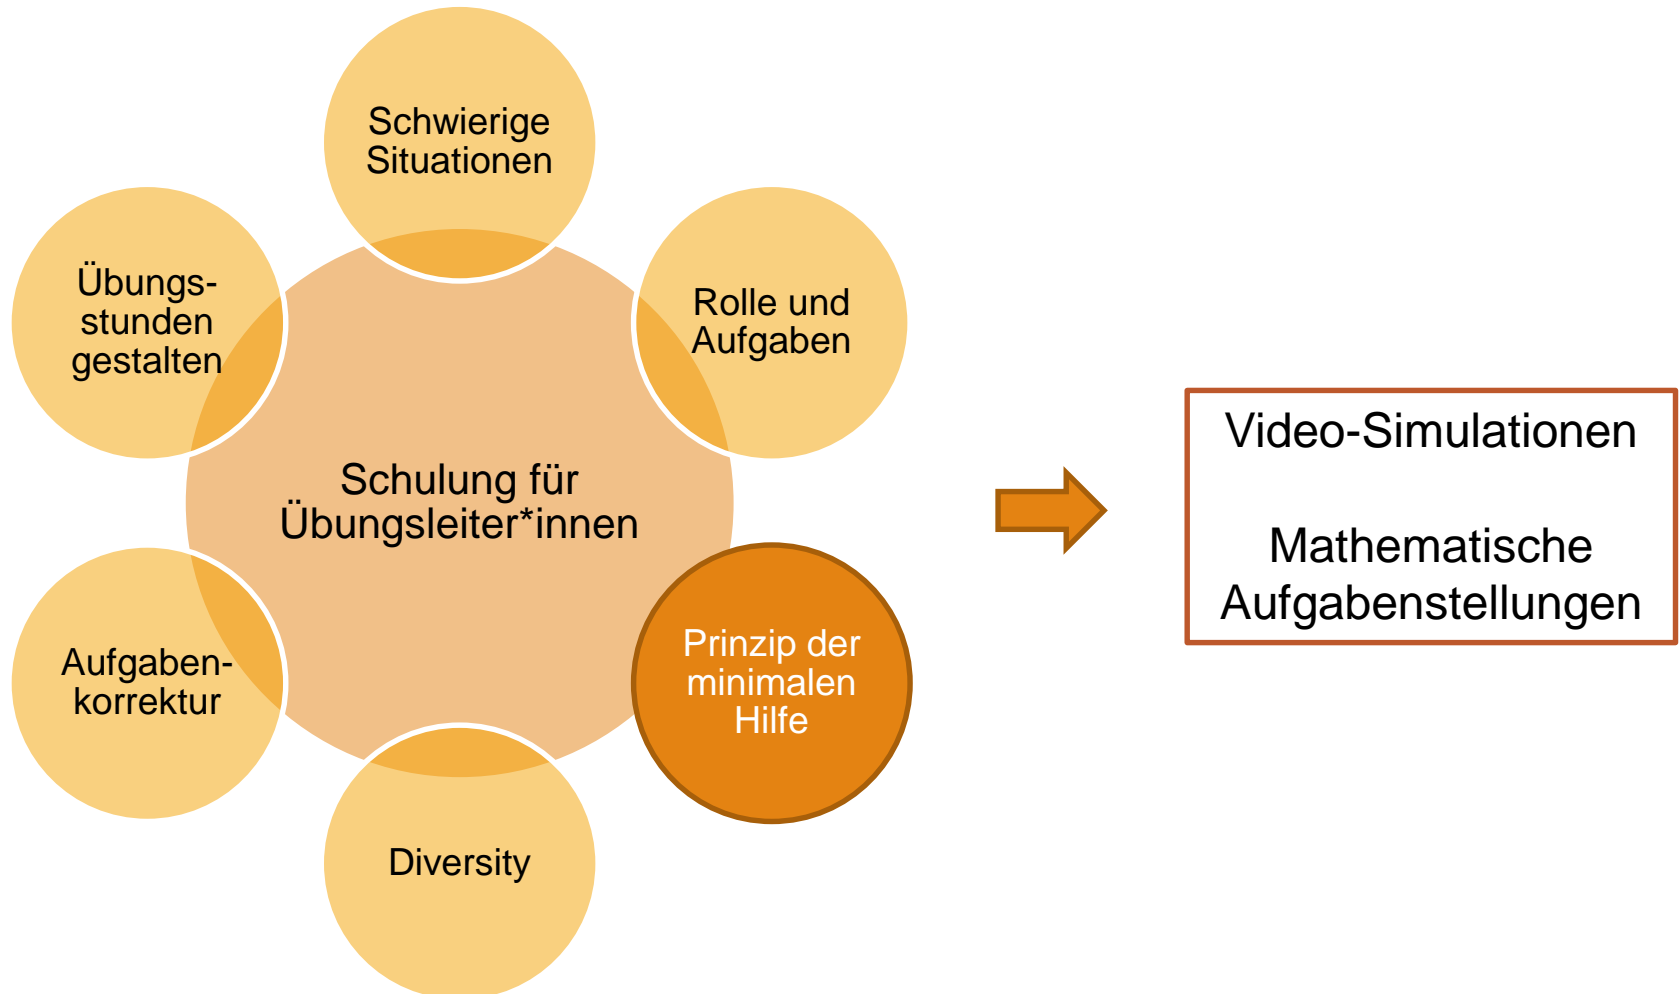 Schwierige
Situationen
Übungs-
stunden
gestalten
Rolle und
Aufgaben
Schulung für
Übungsleiter*innen
Aufgaben-
korrektur
Prinzip der
minimalen
Hilfe
Diversity
Video-Simulationen
Mathematische
Aufgabenstellungen